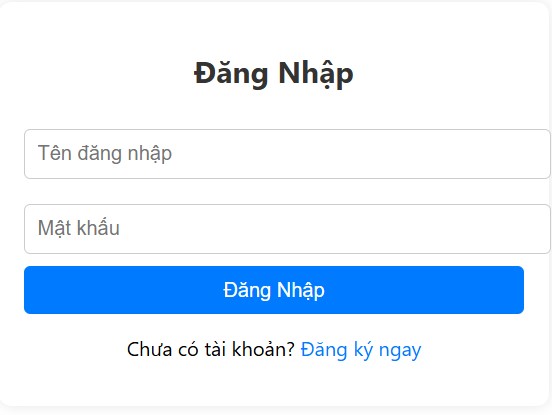 Đăng Nhập
Tên đăng nhập
Mật khẩu
Đăng Nhập
Chưa có tài khoản? Đăng ký ngay